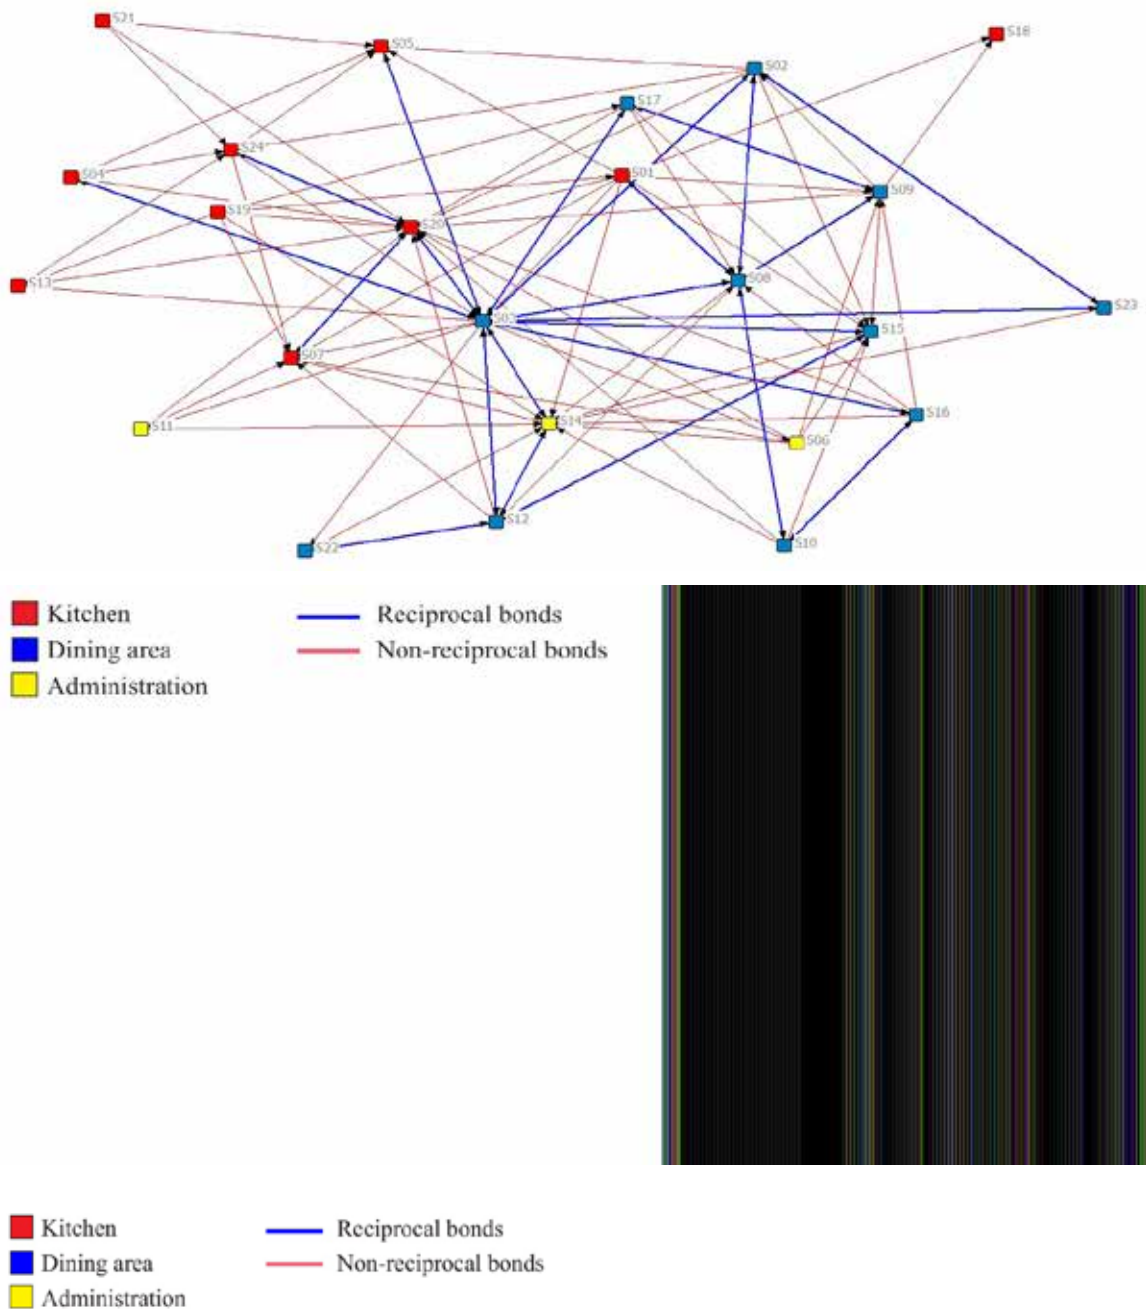 S21
S05
S18
S02
S17
S24
S04
S01
S09
S19
S20
S08
S13
S03
S23
S15
S07
S16
S11
S14
S06
S12
S22
S10
Kitchen Reciprocal bonds
Dining area Non-reciprocal bonds
Administration
Kitchen Reciprocal bonds
Dining area Non-reciprocal bonds
Administration